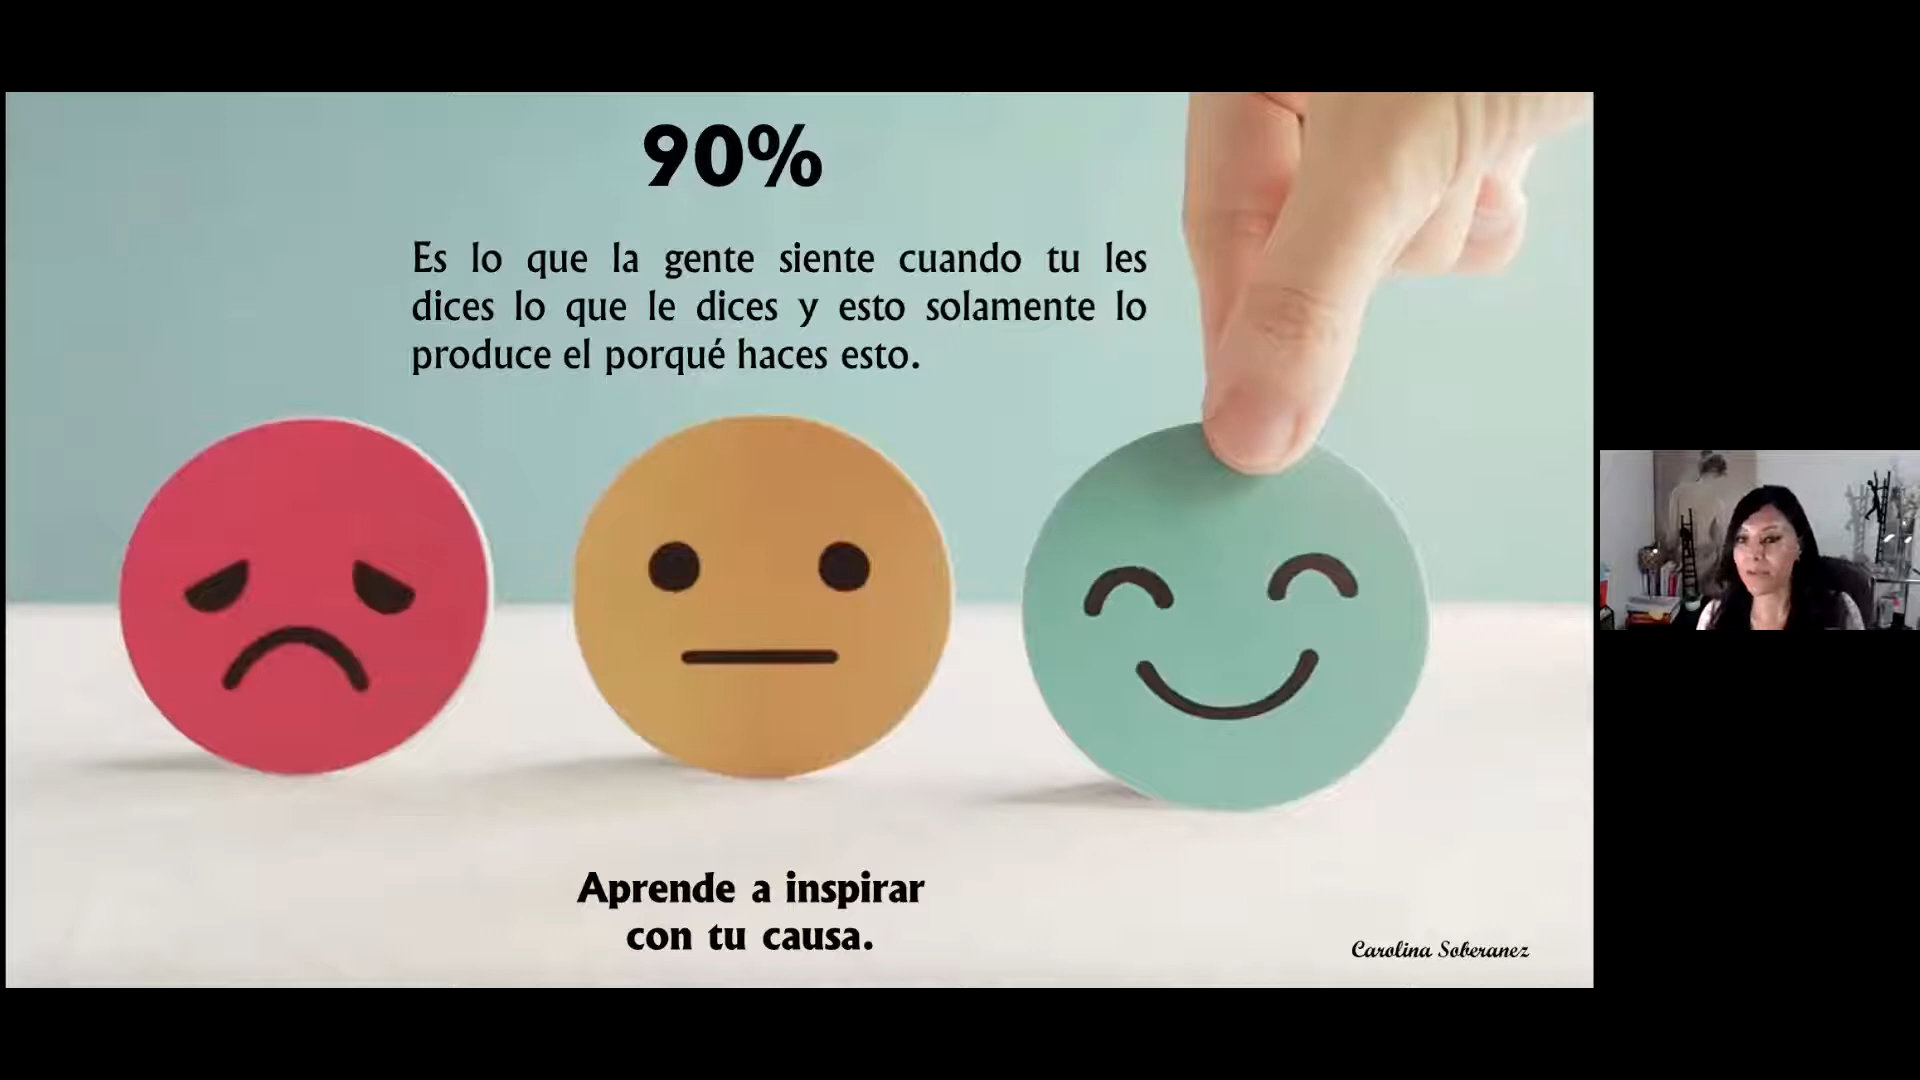 90%
Es lo que la gente siente cuando tu les
dices lo que le dices y esto solamente lo
produce el porqué haces esto.
Aprende a inspirar
con tu causa.
Carolina Soberanez